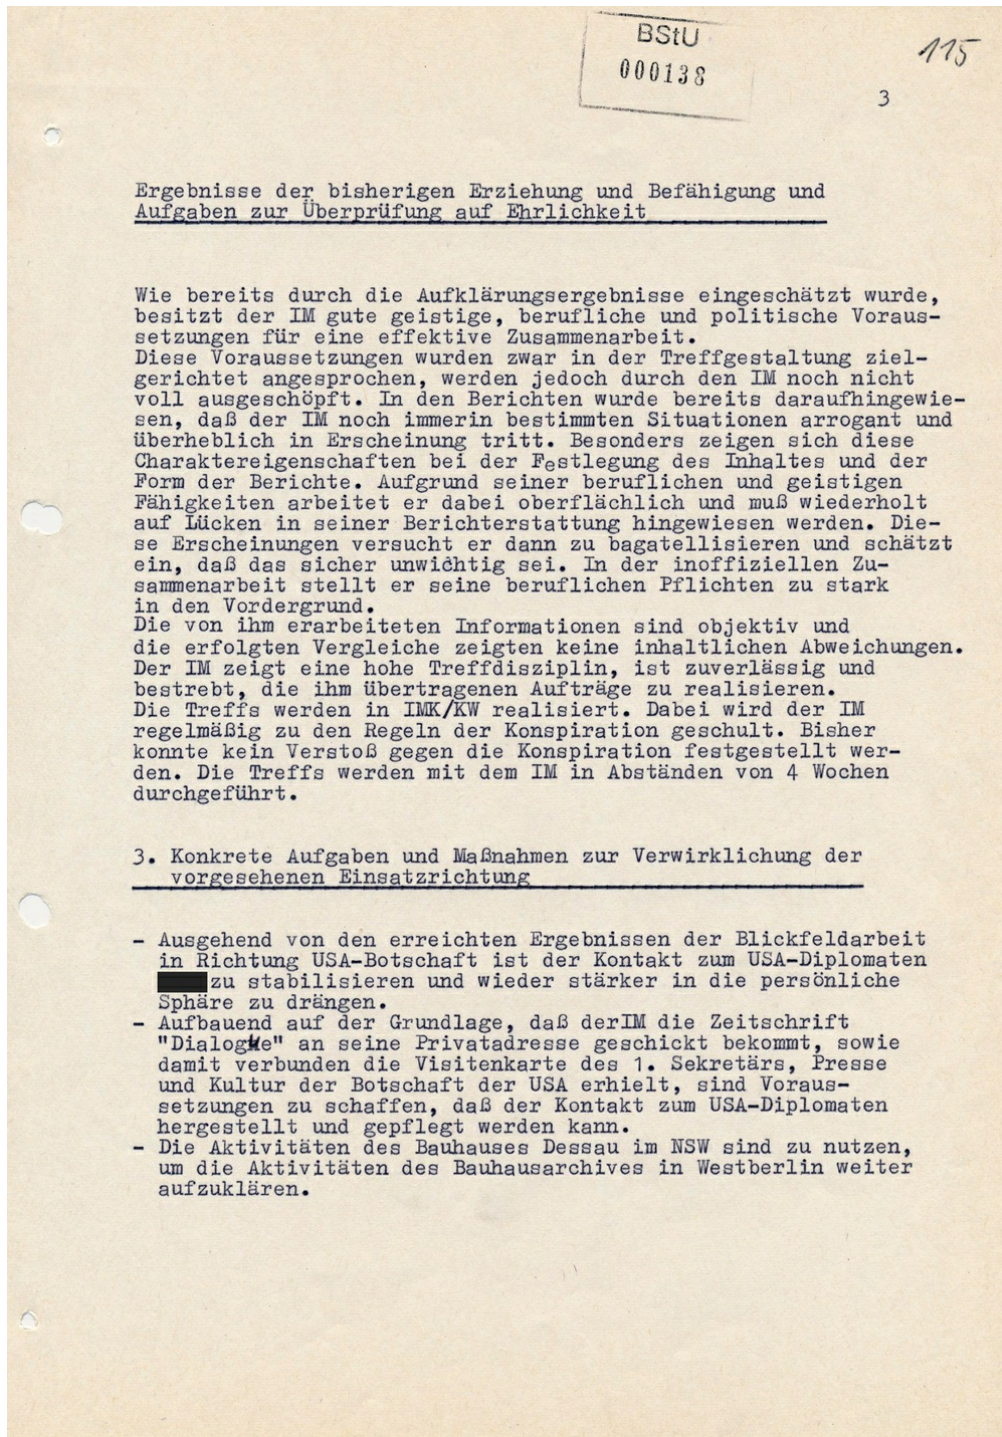 BStU
000138
115
3
Ergebnisse der bisherigen Erziehung und Befähigung und
Aufgaben zur Überprüfung auf Ehrlichkeit
Wie bereits durch die Aufklärungsergebnisse eingeschätzt wurde,
besitzt der IM gute geistige, berufliche und politische Voraus-
setzungen für eine effektive Zusammenarbeit.
Diese Voraussetzungen wurden zwar in der Treffgestaltung ziel-
gerichtet angesprochen, werden jedoch durch den IM noch nicht
voll ausgeschöpft. In den Berichten wurde bereits daraufhingewie-
sen, daß der IM noch immerin bestimmten Situationen arrogant und
überheblich in Erscheinung tritt. Besonders zeigen sich diese
Charaktereigenschaften bei der Festlegung des Inhaltes und der
Form der Berichte. Aufgrund seiner beruflichen und geistigen
Fähigkeiten arbeitet er dabei oberflächlich und muß wiederholt
auf Lücken in seiner Berichterstattung hingewiesen werden. Die-
se Erscheinungen versucht er dann zu bagatellisieren und schätzt
ein, daß das sicher unwichtig sei. In der inoffiziellen Zu-
sammenarbeit stellt er seine beruflichen Pflichten zu stark
in den Vordergrund.
Die von ihm erarbeiteten Informationen sind objektiv und
die erfolgten Vergleiche zeigten keine inhaltlichen Abweichungen.
Der IM zeigt eine hohe Treffdisziplin, ist zuverlässig und
bestrebt, die ihm übertragenen Aufträge zu realisieren.
Die Treffs werden in IMK/KW realisiert. Dabei wird der IM
regelmäßig zu den Regeln der Konspiration geschult. Bisher
konnte kein Verstoß gegen die Konspiration festgestellt wer-
den. Die Treffs werden mit dem IM in Abständen von 4 Wochen
durchgeführt.
3. Konkrete Aufgaben und Maßnahmen zur Verwirklichung der
vorgesehenen Einsatzrichtung
- Ausgehend von den erreichten Ergebnissen der Blickfeldarbeit
in Richtung USA-Botschaft ist der Kontakt zum USA-Diplomaten
zu stabilisieren und wieder stärker in die persönliche
Sphäre zu drängen.
- Aufbauend auf der Grundlage, daß derIM die Zeitschrift
"Dialogue" an seine Privatadresse geschickt bekommt, sowie
damit verbunden die Visitenkarte des 1. Sekretärs, Presse
und Kultur der Botschaft der USA erhielt, sind Voraus-
setzungen zu schaffen, daß der Kontakt zum USA-Diplomaten
hergestellt und gepflegt werden kann.
- Die Aktivitäten des Bauhauses Dessau im NSW sind zu nutzen,
um die Aktivitäten des Bauhausarchives in Westberlin weiter
aufzuklären.